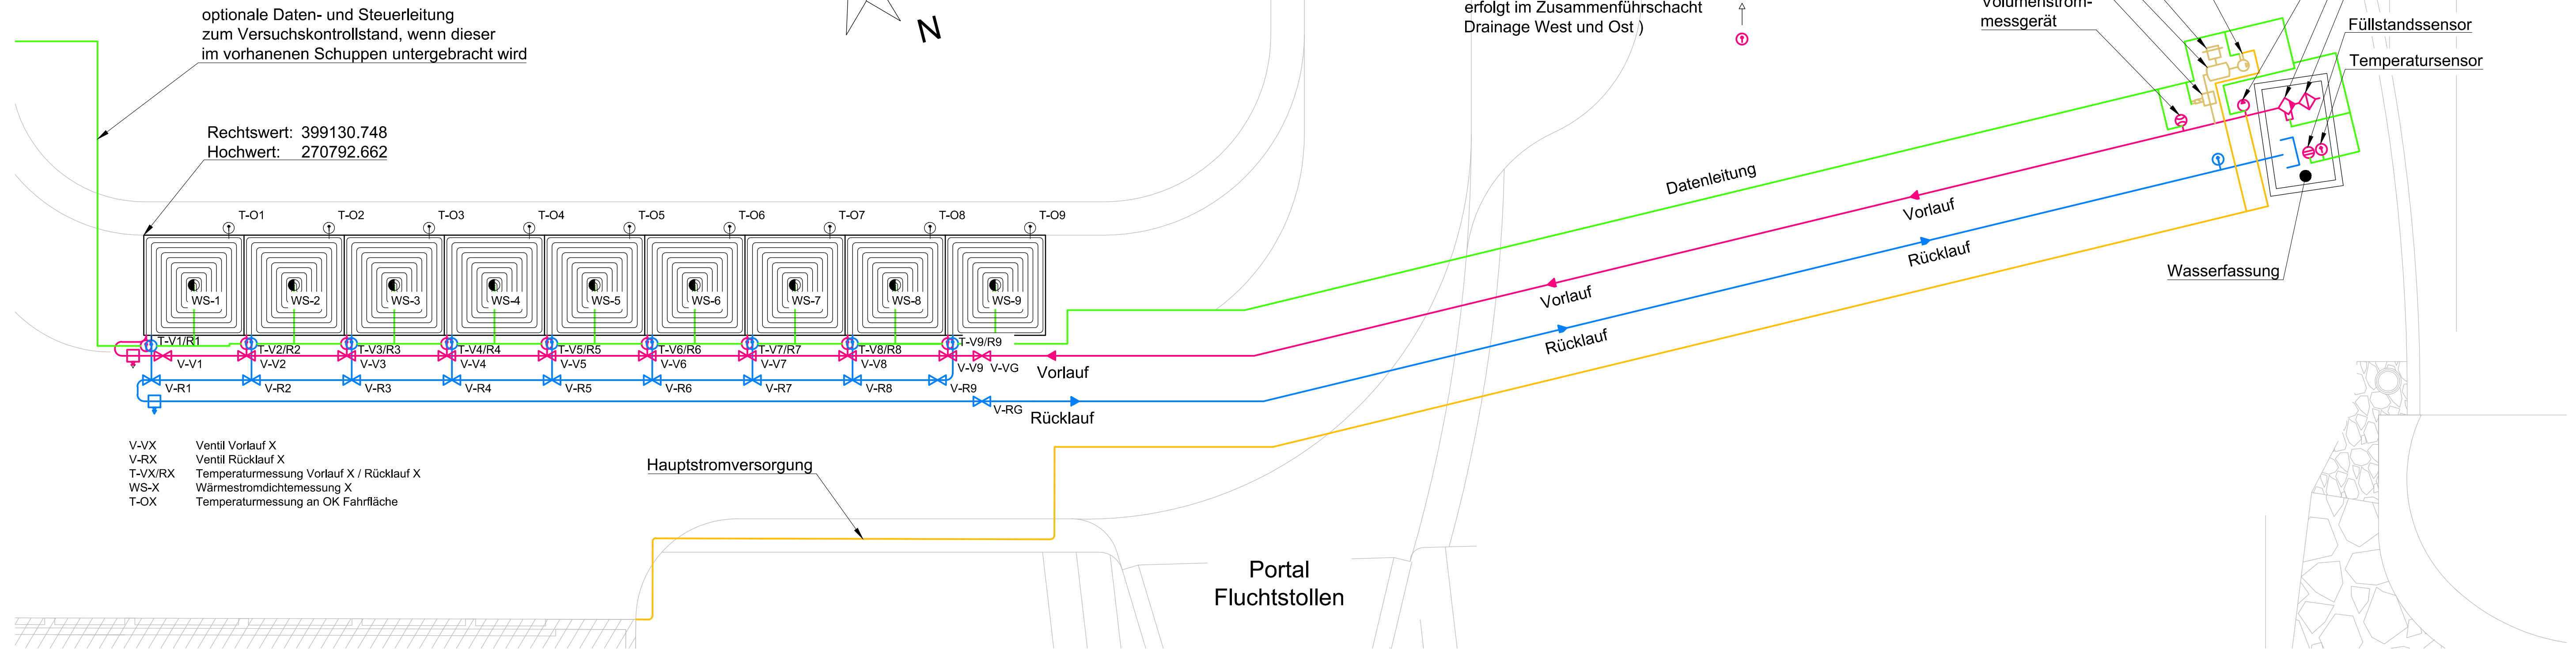 optionale Daten- und Steuerleitung
zum Versuchskontrollstand, wenn dieser
im vorhanenen Schuppen untergebracht wird
N
erfolgt im Zusammenführschacht
Drainage West und Ost )
Volumenstrom-
messgerät
Füllstandssensor
Temperatursensor
Rechtswert: 399130.748
Hochwert: 270792.662
Datenleitung
Vorlauf
Rücklauf
Wasserfassung
T-O1 T-O2 T-O3 T-O4 T-O5 T-O6 T-O7 T-O8 T-O9
WS-1 WS-2 WS-3 WS-4 WS-5 WS-6 WS-7 WS-8 WS-9
Vorlauf
Rücklauf
T-V1/R1 T-V2/R2 T-V3/R3 T-V4/R4 T-V5/R5 T-V6/R6 T-V7/R7 T-V8/R8 T-V9/R9
V-V1 V-V2 V-V3 V-V4 V-V5 V-V6 V-V7 V-V8 V-V9 V-VG
Vorlauf
V-R1 V-R2 V-R3 V-R4 V-R5 V-R6 V-R7 V-R8 V-R9
V-RG
Rücklauf
V-VX Ventil Vorlauf X
V-RX Ventil Rücklauf X
T-VX/RX Temperaturmessung Vorlauf X / Rücklauf X
WS-X Wärmestromdichtemessung X
T-OX Temperaturmessung an OK Fahrfläche
Hauptstromversorgung
Portal
Fluchtstollen